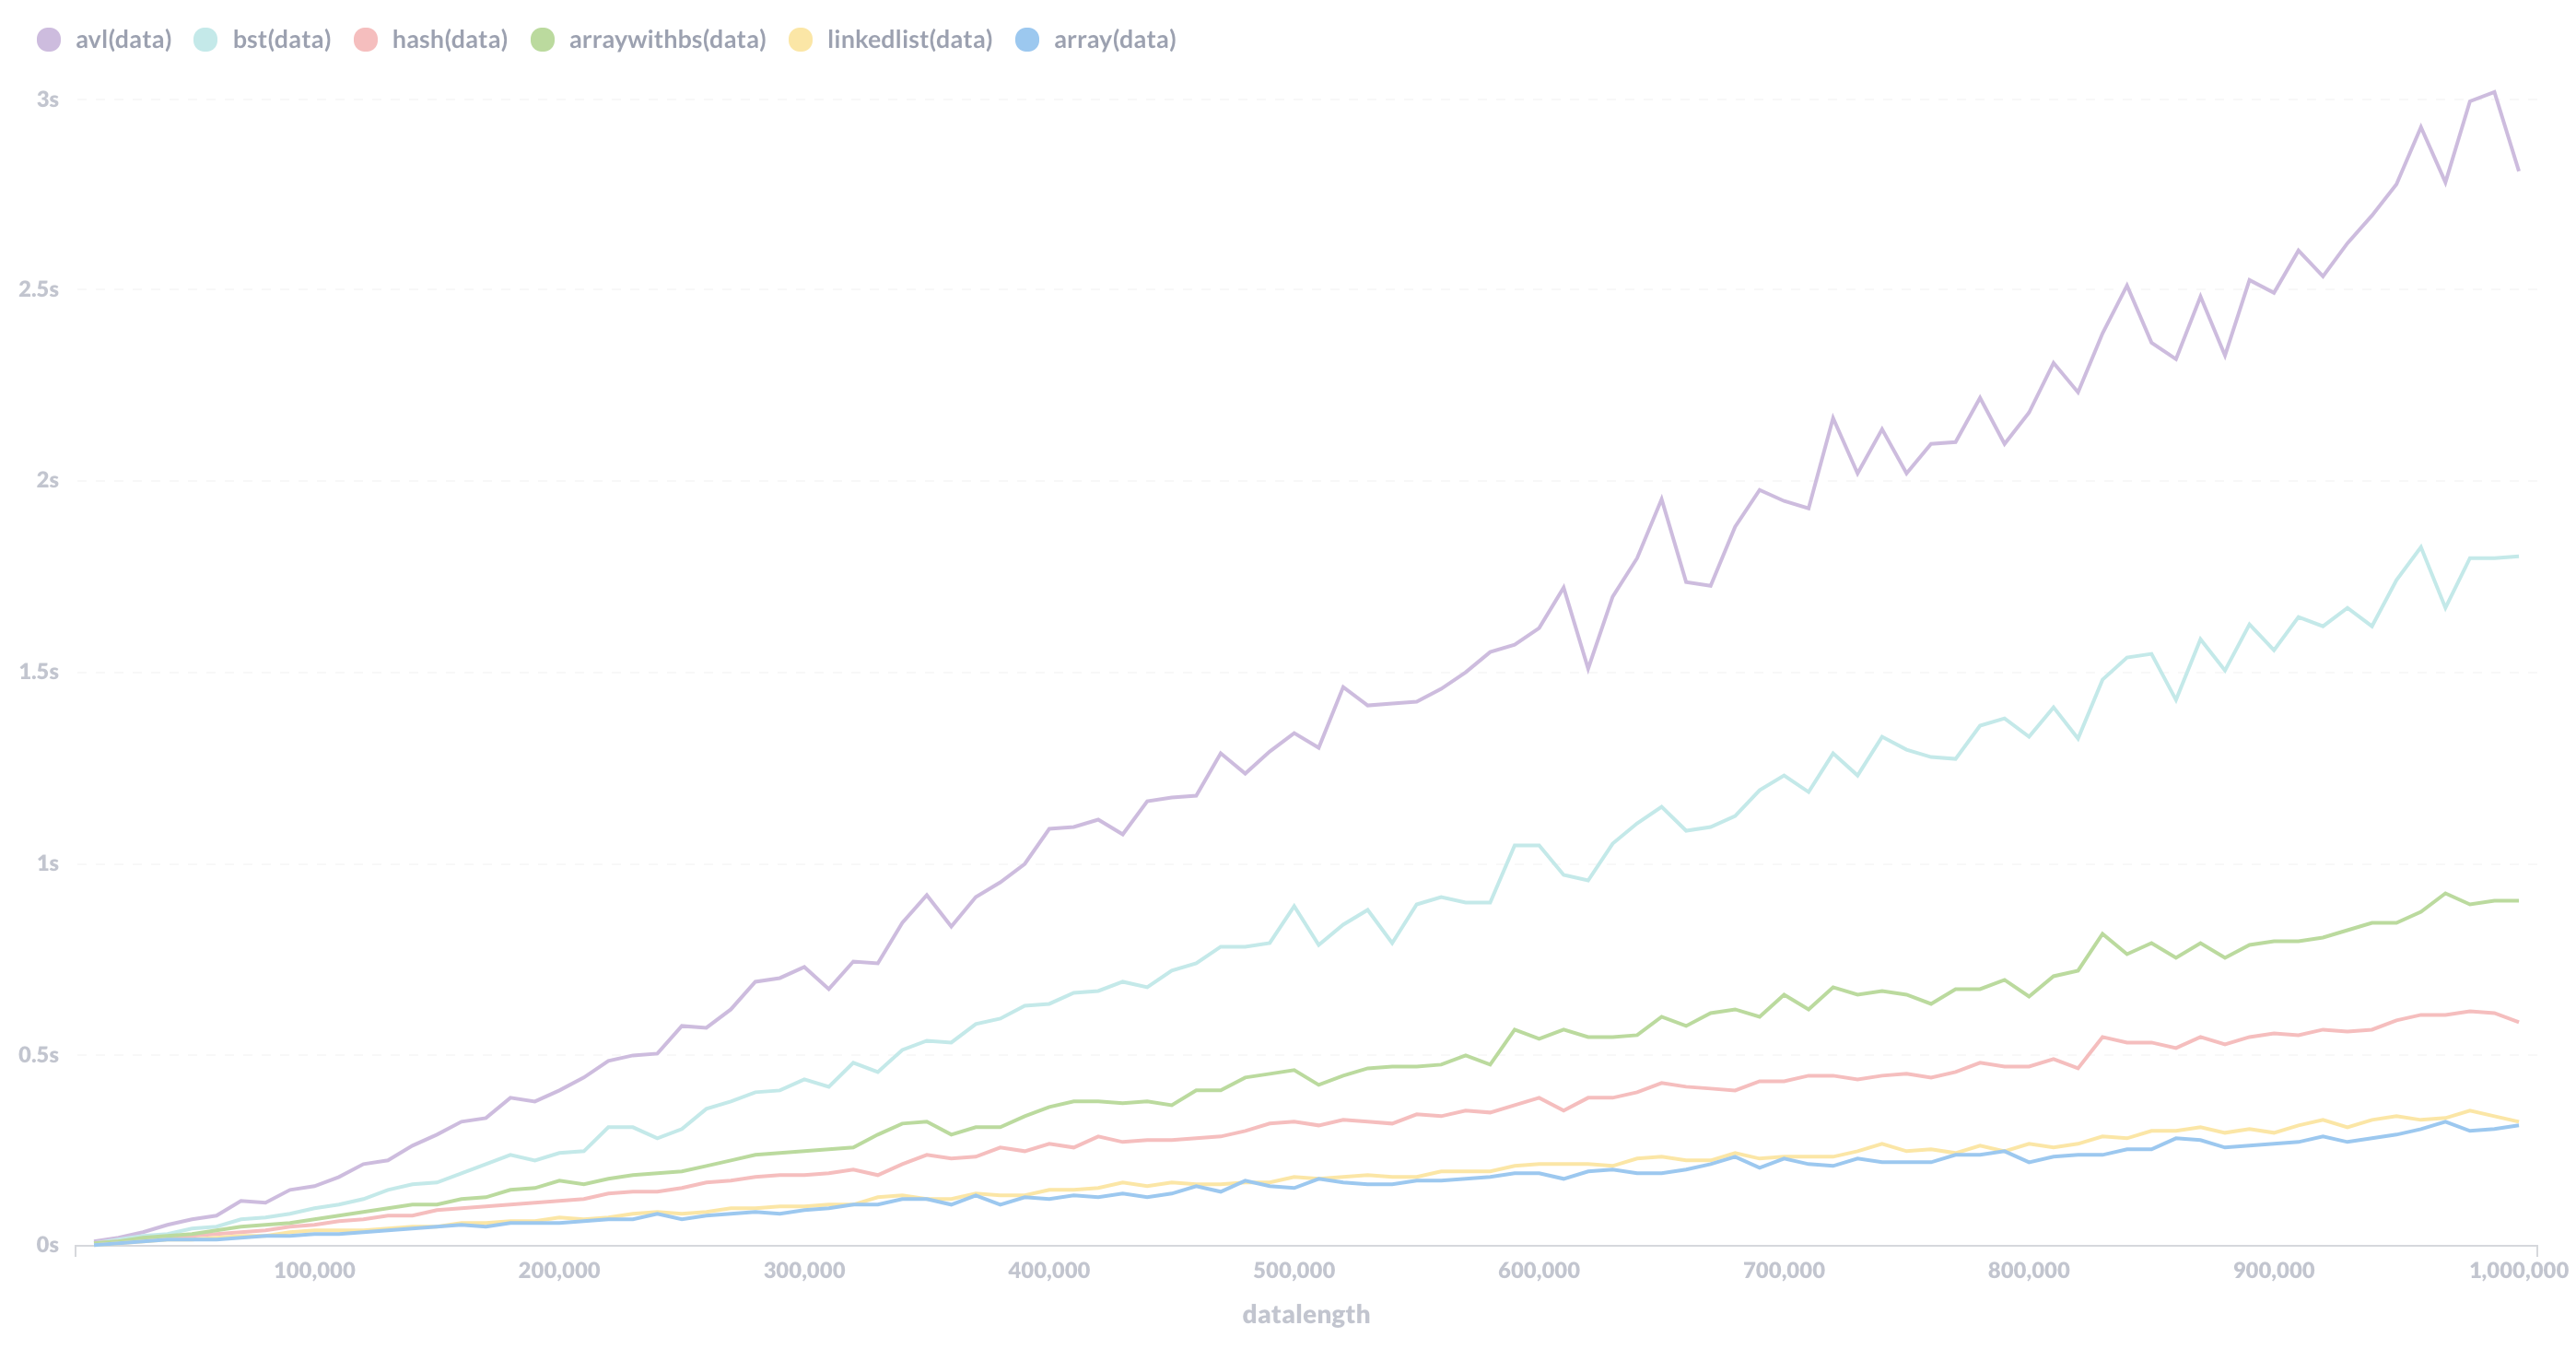 avl(data) bst(data) hash(data) arraywithbs(data) linkedlist(data) array(data)
3s
2.5s
2s
1.5s
1s
0.5s
0s
100,000 200,000 300,000 400,000 500,000 600,000 700,000 800,000 900,000 1,000,000
datalength